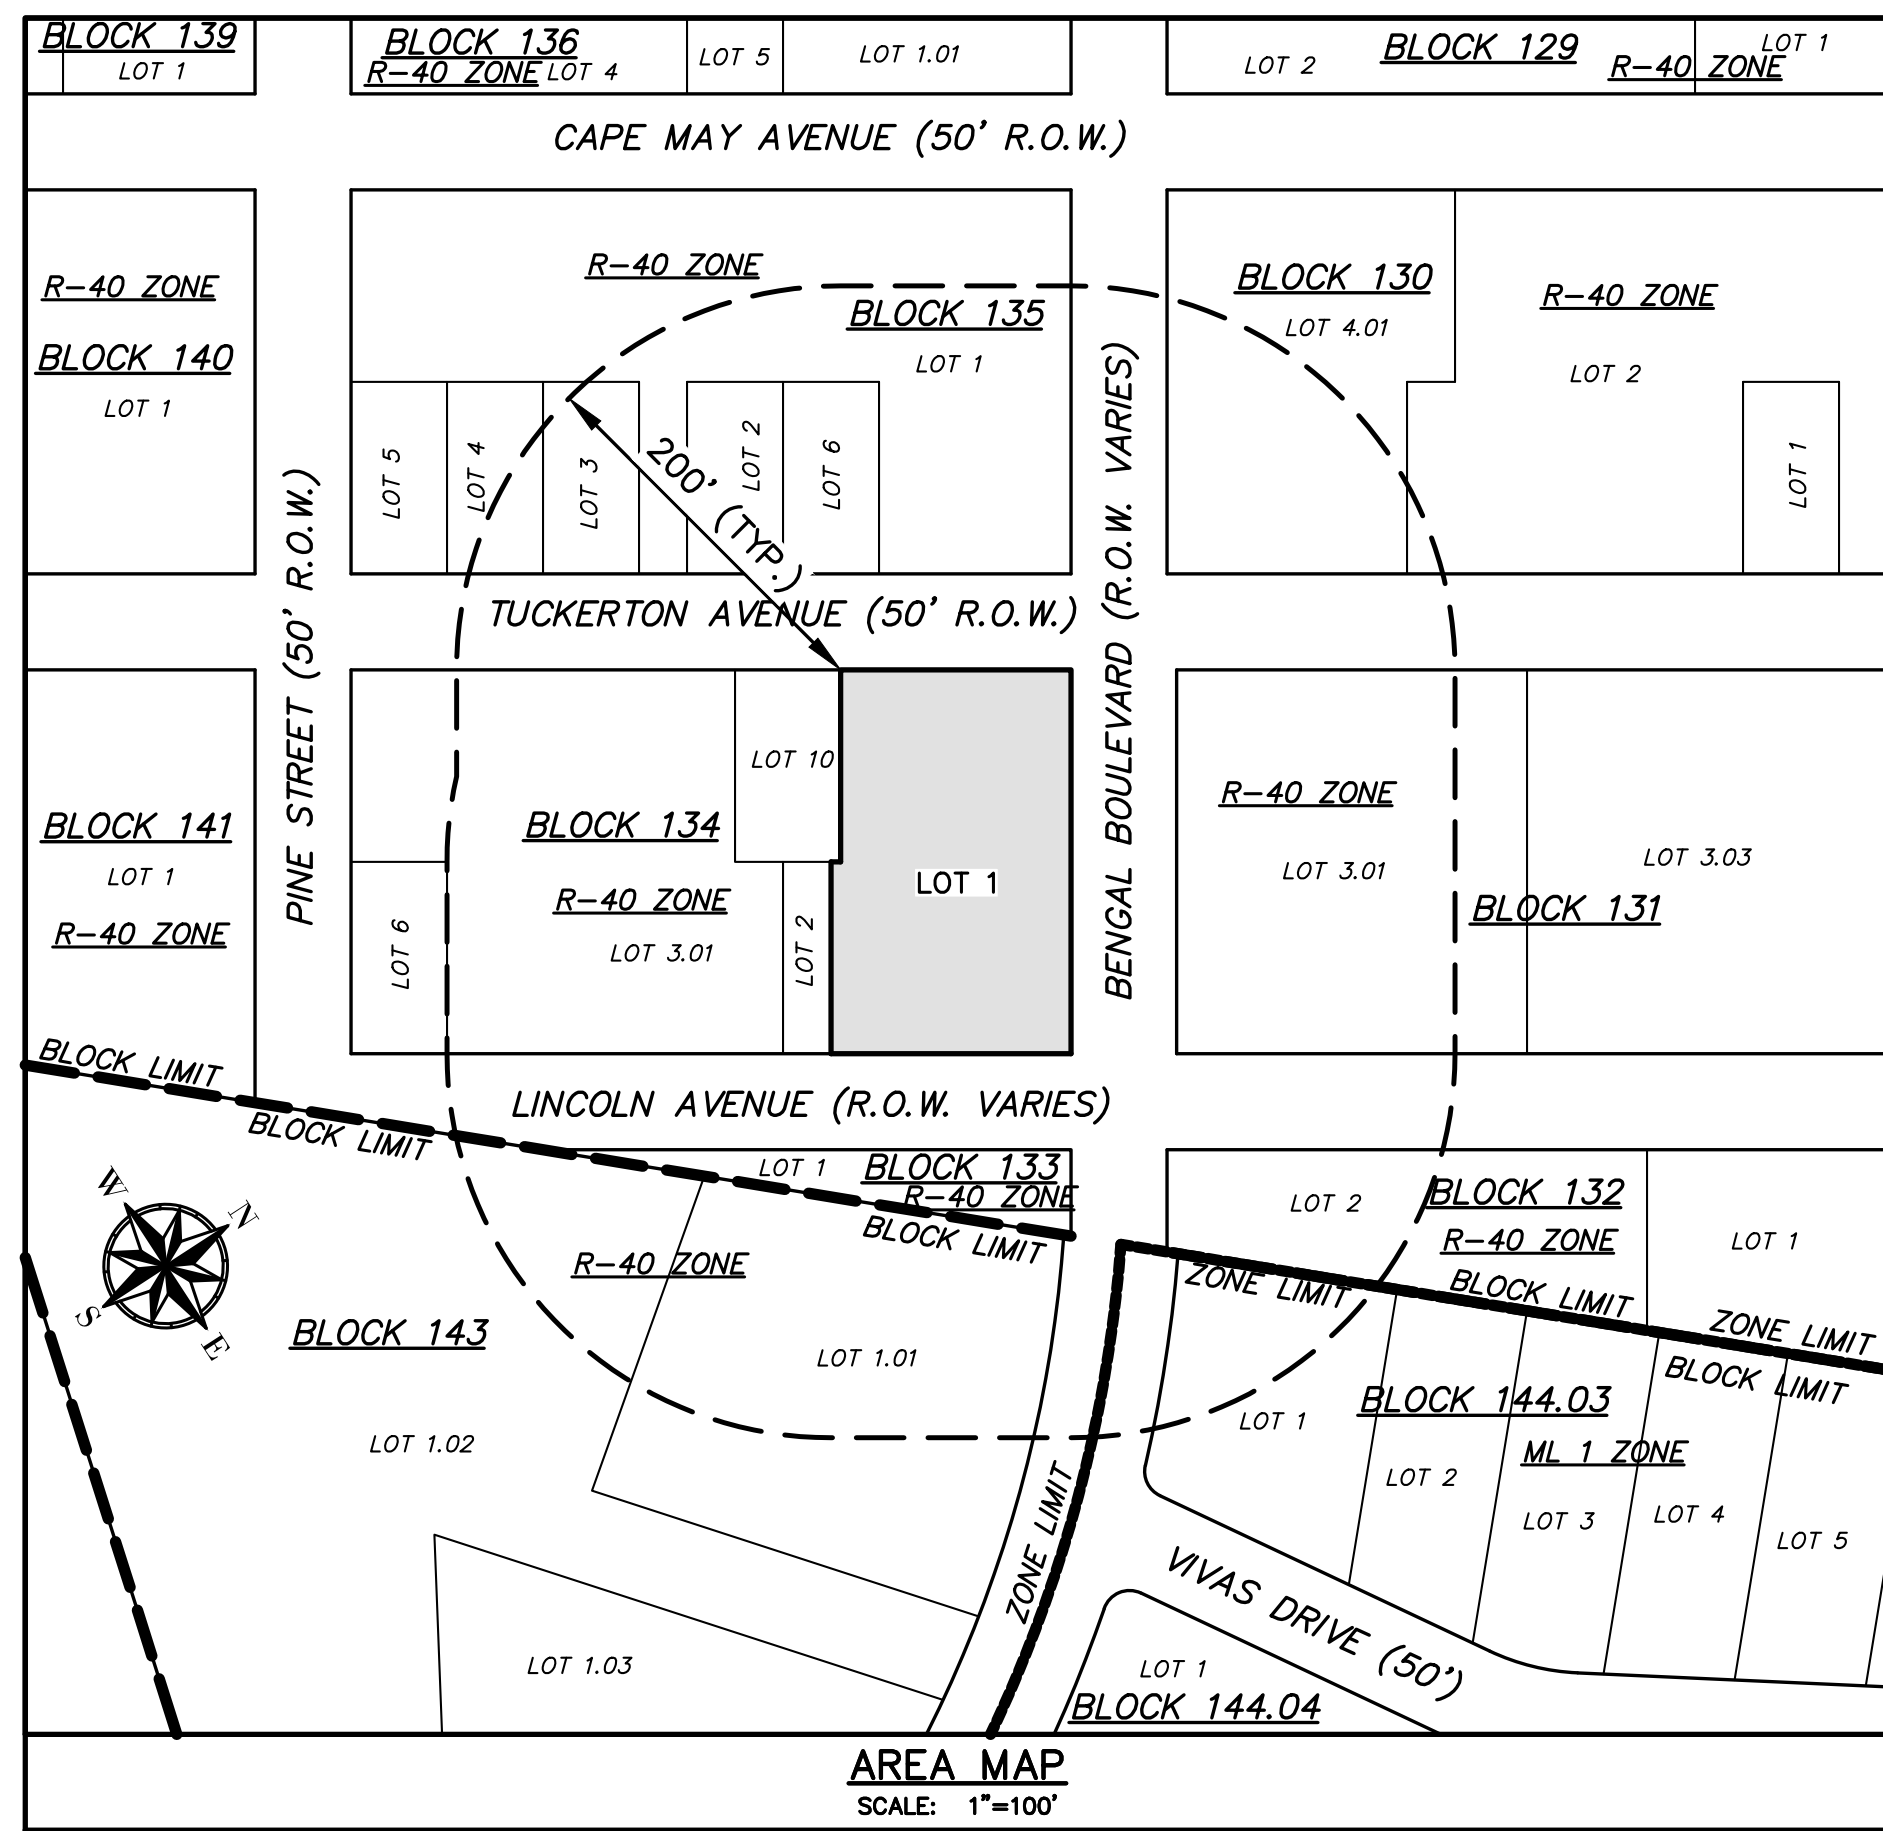 BLOCK 139
LOT 1
BLOCK 136
R-40 ZONE LOT 4
LOT 5
LOT 1.01
LOT 2
BLOCK 129
LOT 1
R-40 ZONE
CAPE MAY AVENUE (50' R.O.W.)
R-40 ZONE
BLOCK 140
LOT 1
R-40 ZONE
BLOCK 135
LOT 1
LOT 5
LOT 4
LOT 3
LOT 2
LOT 6
200' (TYP.)
BLOCK 130
LOT 4.01
R-40 ZONE
LOT 2
LOT 1
PINE STREET (50' R.O.W.)
TUCKERTON AVENUE (50' R.O.W.)
BENGAL BOULEVARD (R.O.W. VARIES)
BLOCK 141
LOT 1
R-40 ZONE
LOT 10
BLOCK 134
R-40 ZONE
LOT 3.01
LOT 6
LOT 2
LOT 1
R-40 ZONE
LOT 3.01
LOT 3.03
BLOCK 131
BLOCK LIMIT
BLOCK LIMIT
LINCOLN AVENUE (R.O.W. VARIES)
LOT 1
BLOCK 133
R-40 ZONE
BLOCK LIMIT
LOT 2
BLOCK 132
R-40 ZONE
LOT 1
W
N
S
E
R-40 ZONE
BLOCK 143
LOT 1.01
LOT 1.02
LOT 1.03
ZONE LIMIT
BLOCK LIMIT
ZONE LIMIT
BLOCK LIMIT
BLOCK 144.03
LOT 1
ML 1 ZONE
LOT 2
LOT 3
LOT 4
LOT 5
ZONE LIMIT
VIVAS DRIVE (50')
LOT 1
BLOCK 144.04
AREA MAP
SCALE: 1"=100'